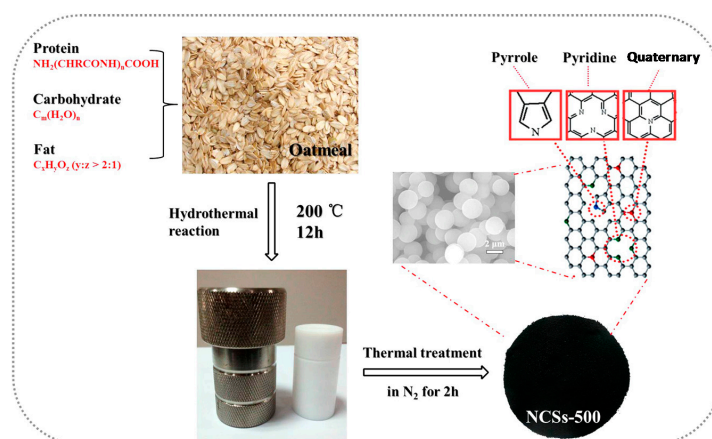 Protein
NH₂(CHRCONH)ₙCOOH
Carbohydrate
Cₘ(H₂O)ₙ
Fat
CₓHᵧO_z (y:z > 2:1)
Oatmeal
Pyrrole
Pyridine
Quaternary
N
N
N
N
N
2 μm
Hydrothermal
reaction
200 ℃
12h
Thermal treatment
in N₂ for 2h
NCSs-500